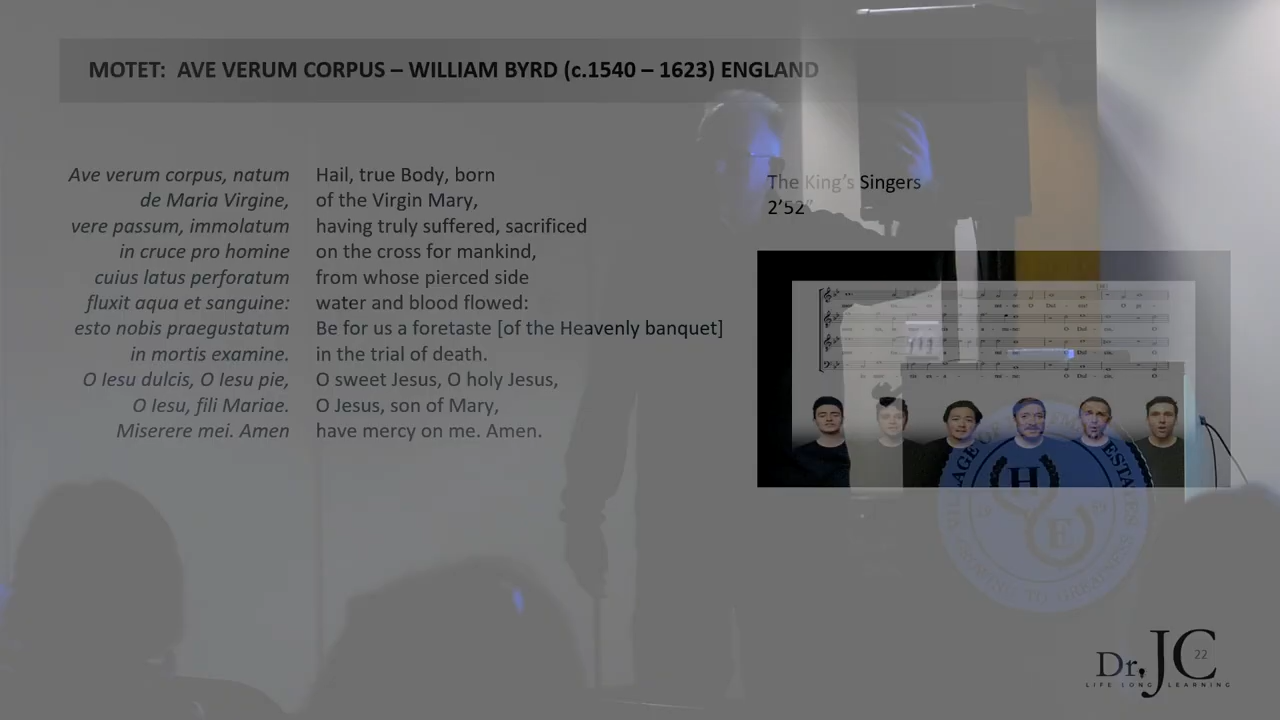 MOTET:  AVE VERUM CORPUS – WILLIAM BYRD (c.1540 – 1623) ENGLAND
Ave verum corpus, natum
de Maria Virgine,
vere passum, immolatum
in cruce pro homine
cuius latus perforatum
fluxit aqua et sanguine:
esto nobis praegustatum
in mortis examine.
O Iesu dulcis, O Iesu pie,
O Iesu, fili Mariae.
Miserere mei. Amen
Hail, true Body, born
of the Virgin Mary,
having truly suffered, sacrificed
on the cross for mankind,
from whose pierced side
water and blood flowed:
Be for us a foretaste [of the Heavenly banquet]
in the trial of death.
O sweet Jesus, O holy Jesus,
O Jesus, son of Mary,
have mercy on me. Amen.
The King's Singers
2'52"
H
E
TO GREATNESS
Dr. JC
22
LIFE LONG LEARNING